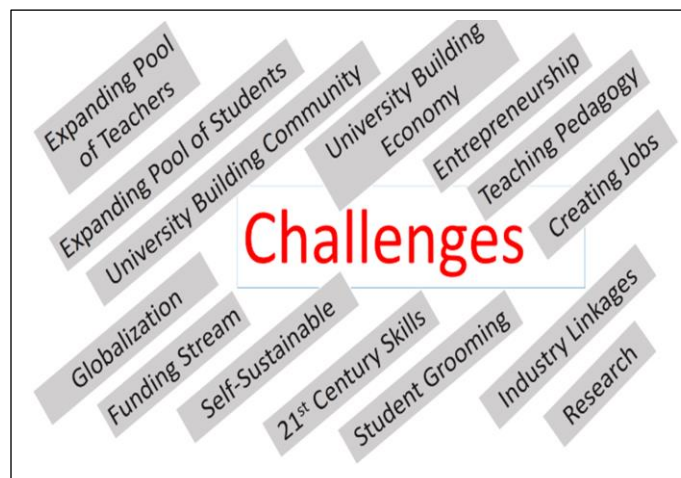 Expanding Pool
of Teachers
Expanding Pool of Students
University Building Community
University Building
Economy
Entrepreneurship
Teaching Pedagogy
Creating Jobs
Challenges
Globalization
Funding Stream
Self-Sustainable
21st Century Skills
Student Grooming
Industry Linkages
Research